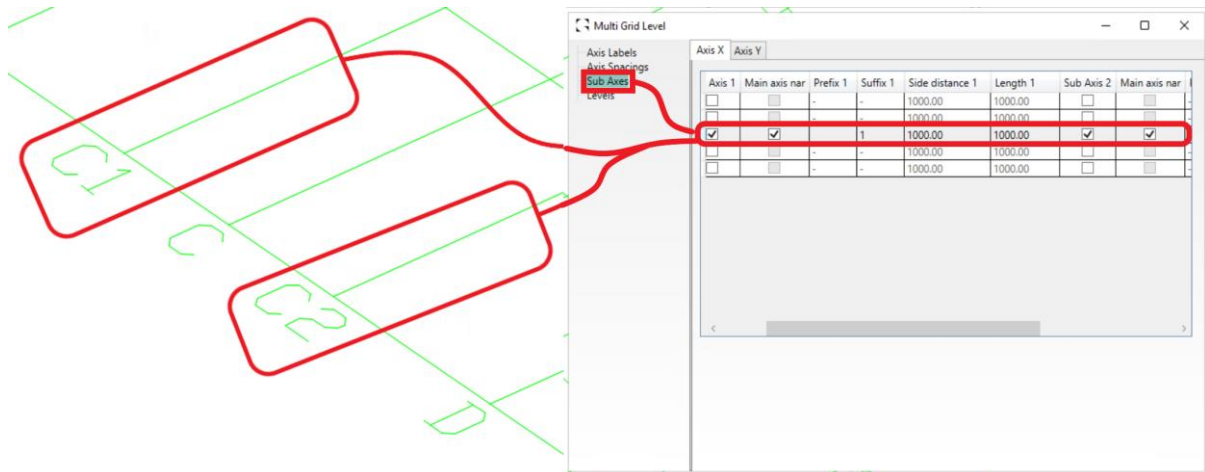 C1
C
C2
D
Multi Grid Level
Axis Labels
Axis Spacings
Sub Axes
Levels
Axis X Axis Y
Axis 1 Main axis nar Prefix 1 Suffix 1 Side distance 1 Length 1 Sub Axis 2 Main axis nar
- - 1000.00 1000.00
- - 1000.00 1000.00
1 1000.00 1000.00
- - 1000.00 1000.00
- - 1000.00 1000.00